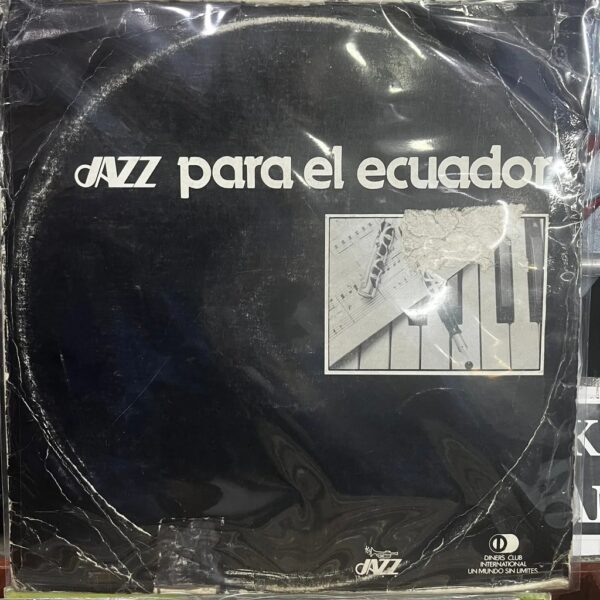 JAZZ para el ecuador
JAZZ
DINERS CLUB
INTERNATIONAL
UN MUNDO SIN LIMITES.
K